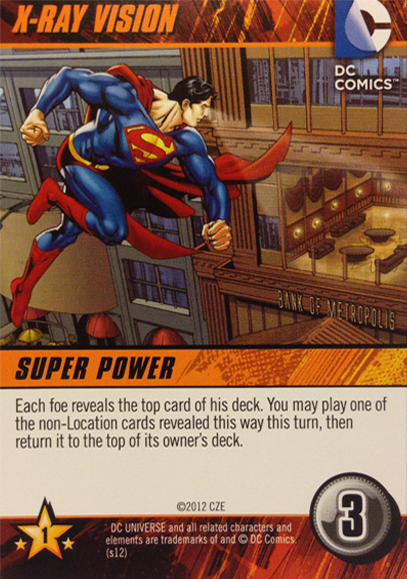 X-RAY VISION
DC
COMICS™
BANK OF METROPOLIS
SUPER POWER
Each foe reveals the top card of his deck. You may play one of
the non-Location cards revealed this way this turn, then
return it to the top of its owner's deck.
©2012 CZE
1
DC UNIVERSE and all related characters and
elements are trademarks of and © DC Comics.
(s12)
3